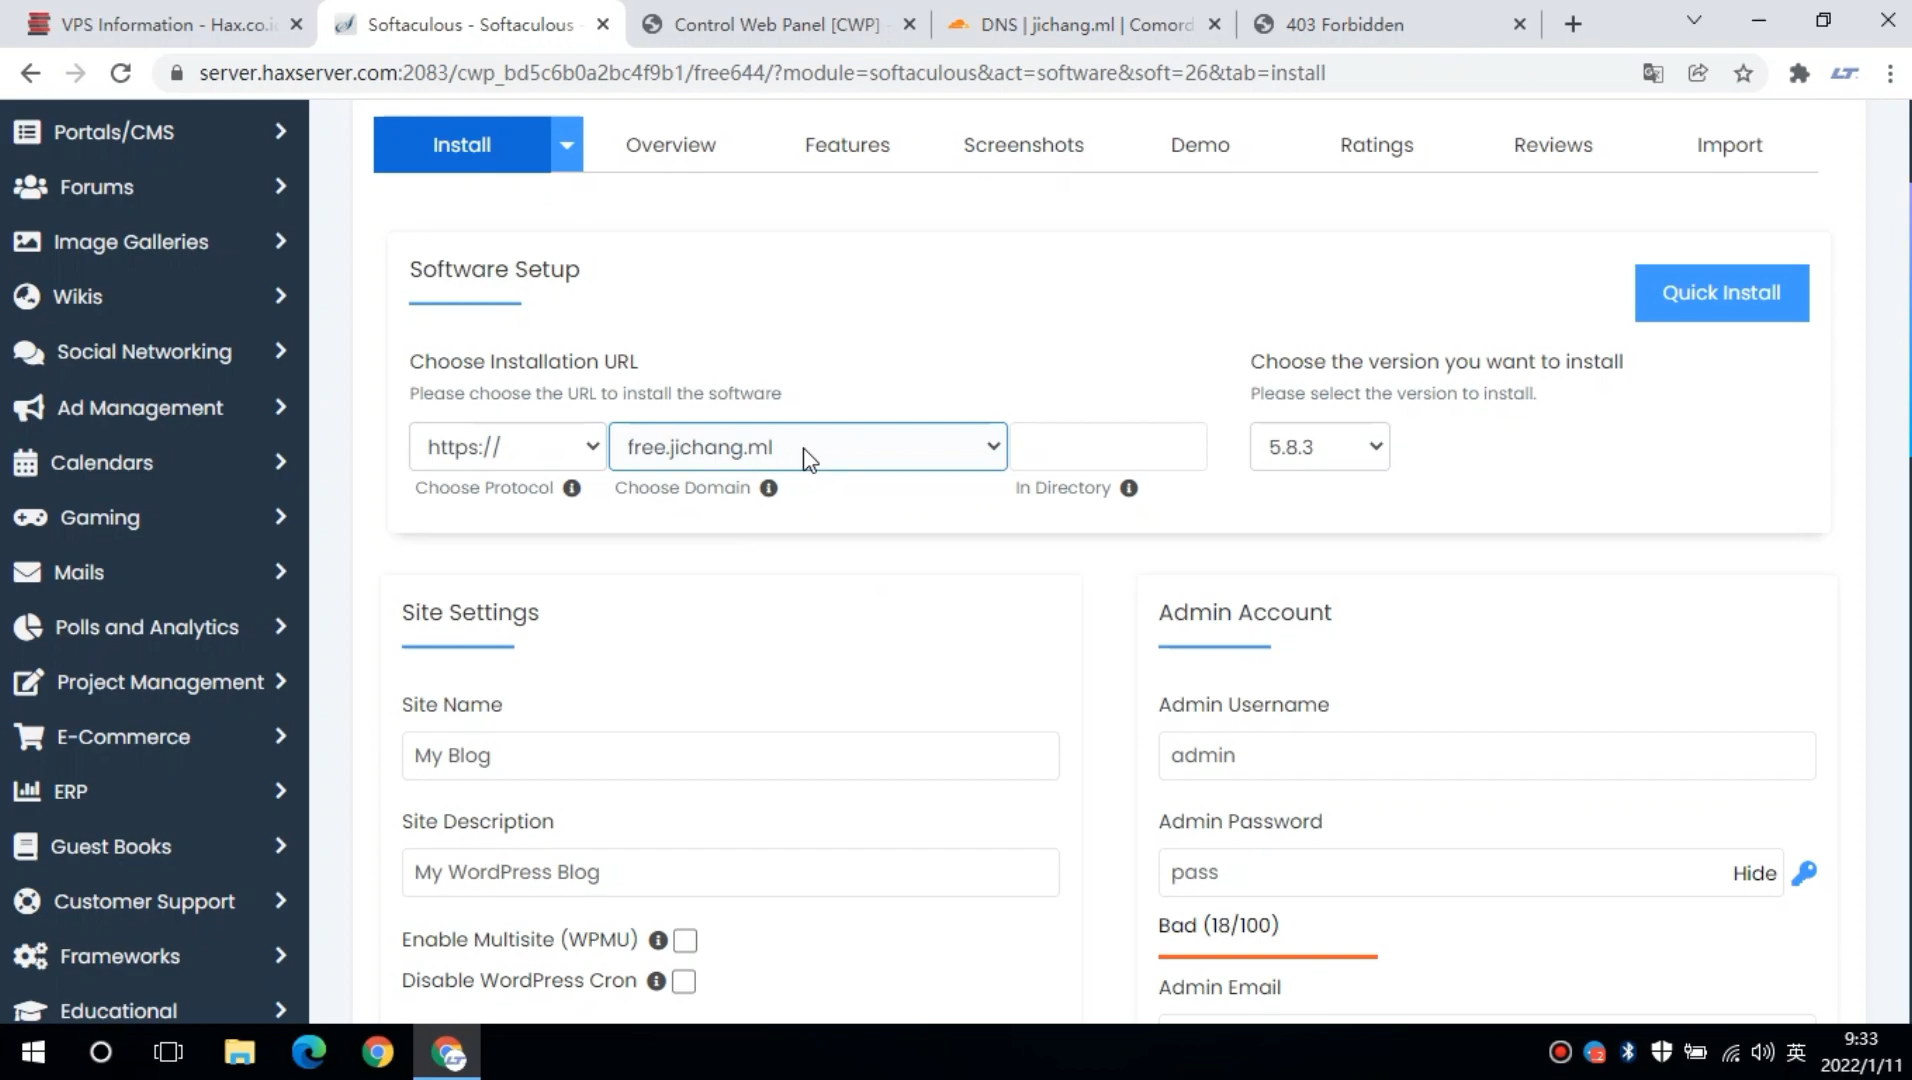 VPS Information - Hax.co.i
Softaculous - Softaculous
Control Web Panel [CWP]
DNS | jichang.ml | Comord
403 Forbidden
server.haxserver.com:2083/cwp_bd5c6b0a2bc4f9b1/free644/?module=softaculous&act=software&soft=26&tab=install
Portals/CMS
Forums
Image Galleries
Wikis
Social Networking
Ad Management
Calendars
Gaming
Mails
Polls and Analytics
Project Management
E-Commerce
ERP
Guest Books
Customer Support
Frameworks
Educational
Install
Overview
Features
Screenshots
Demo
Ratings
Reviews
Import
Software Setup
Quick Install
Choose Installation URL
Please choose the URL to install the software
https://
free.jichang.ml
Choose Protocol
Choose Domain
In Directory
Choose the version you want to install
Please select the version to install.
5.8.3
Site Settings
Site Name
My Blog
Site Description
My WordPress Blog
Enable Multisite (WPMU)
Disable WordPress Cron
Admin Account
Admin Username
admin
Admin Password
pass
Hide
Bad (18/100)
Admin Email
英
9:33
2022/1/11